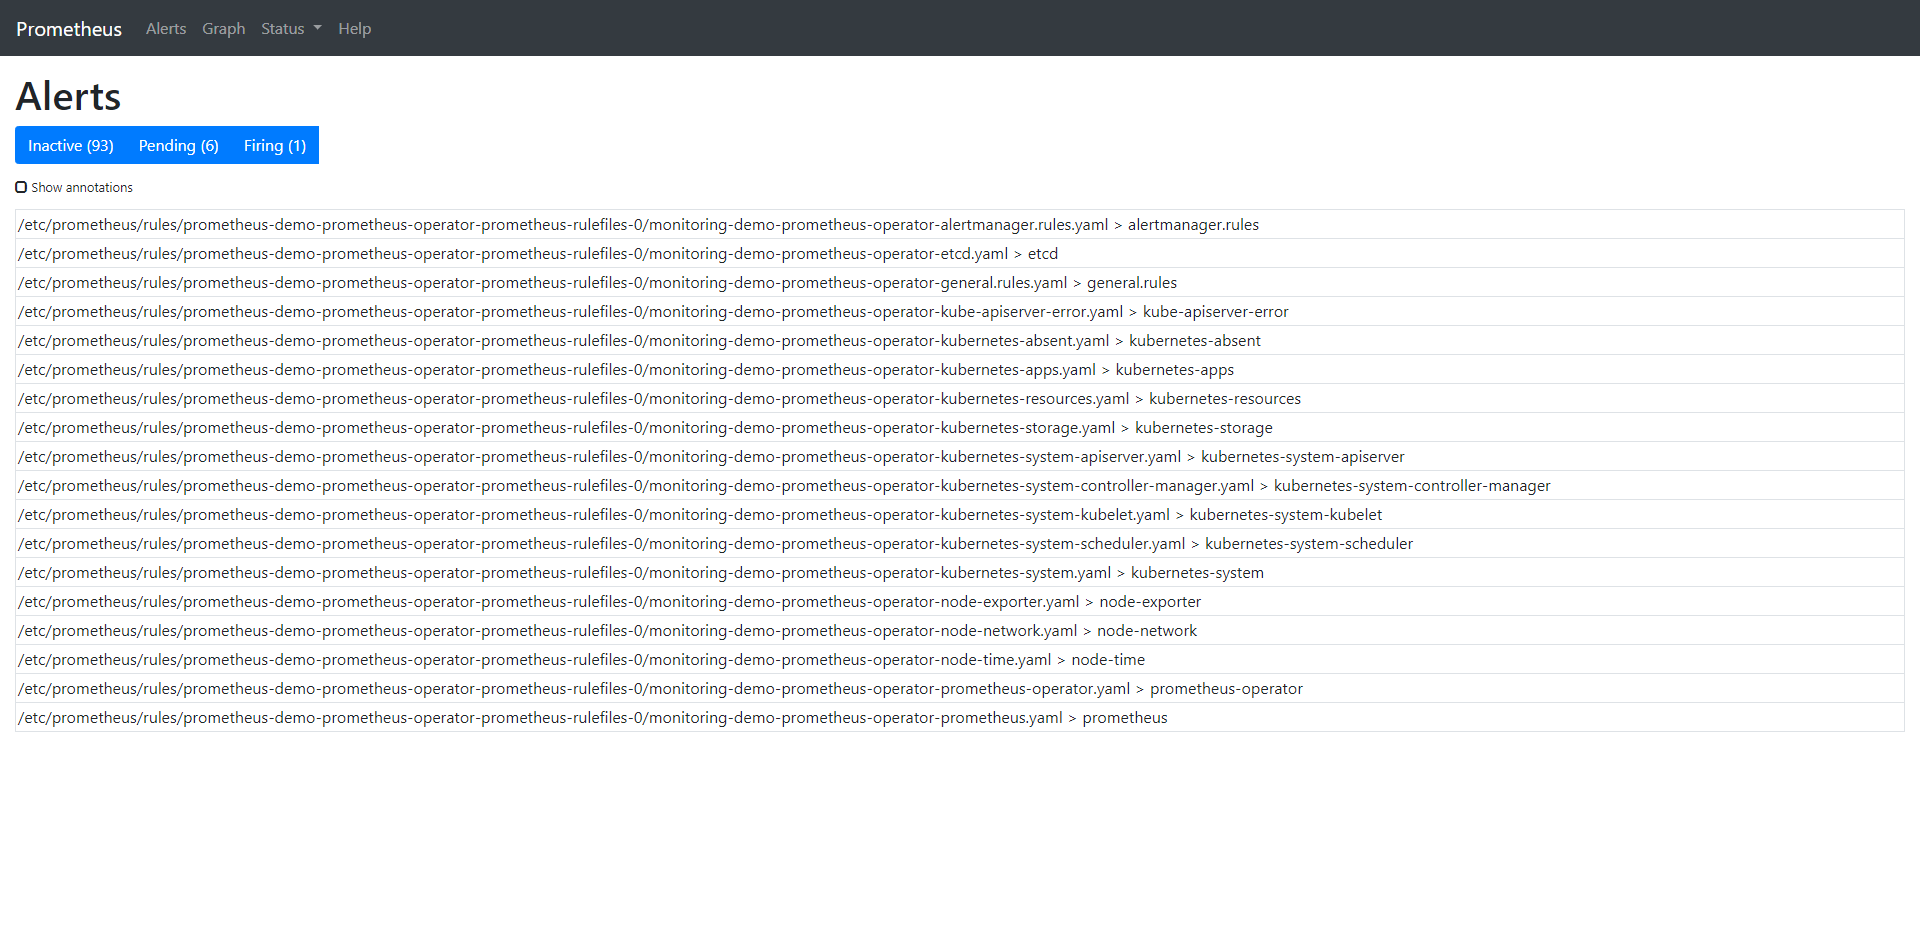 Prometheus Alerts Graph Status Help
Alerts
Inactive (93) Pending (6) Firing (1)
Show annotations
/etc/prometheus/rules/prometheus-demo-prometheus-operator-prometheus-rulefiles-0/monitoring-demo-prometheus-operator-alertmanager.rules.yaml > alertmanager.rules
/etc/prometheus/rules/prometheus-demo-prometheus-operator-prometheus-rulefiles-0/monitoring-demo-prometheus-operator-etcd.yaml > etcd
/etc/prometheus/rules/prometheus-demo-prometheus-operator-prometheus-rulefiles-0/monitoring-demo-prometheus-operator-general.rules.yaml > general.rules
/etc/prometheus/rules/prometheus-demo-prometheus-operator-prometheus-rulefiles-0/monitoring-demo-prometheus-operator-kube-apiserver-error.yaml > kube-apiserver-error
/etc/prometheus/rules/prometheus-demo-prometheus-operator-prometheus-rulefiles-0/monitoring-demo-prometheus-operator-kubernetes-absent.yaml > kubernetes-absent
/etc/prometheus/rules/prometheus-demo-prometheus-operator-prometheus-rulefiles-0/monitoring-demo-prometheus-operator-kubernetes-apps.yaml > kubernetes-apps
/etc/prometheus/rules/prometheus-demo-prometheus-operator-prometheus-rulefiles-0/monitoring-demo-prometheus-operator-kubernetes-resources.yaml > kubernetes-resources
/etc/prometheus/rules/prometheus-demo-prometheus-operator-prometheus-rulefiles-0/monitoring-demo-prometheus-operator-kubernetes-storage.yaml > kubernetes-storage
/etc/prometheus/rules/prometheus-demo-prometheus-operator-prometheus-rulefiles-0/monitoring-demo-prometheus-operator-kubernetes-system-apiserver.yaml > kubernetes-system-apiserver
/etc/prometheus/rules/prometheus-demo-prometheus-operator-prometheus-rulefiles-0/monitoring-demo-prometheus-operator-kubernetes-system-controller-manager.yaml > kubernetes-system-controller-manager
/etc/prometheus/rules/prometheus-demo-prometheus-operator-prometheus-rulefiles-0/monitoring-demo-prometheus-operator-kubernetes-system-kubelet.yaml > kubernetes-system-kubelet
/etc/prometheus/rules/prometheus-demo-prometheus-operator-prometheus-rulefiles-0/monitoring-demo-prometheus-operator-kubernetes-system-scheduler.yaml > kubernetes-system-scheduler
/etc/prometheus/rules/prometheus-demo-prometheus-operator-prometheus-rulefiles-0/monitoring-demo-prometheus-operator-kubernetes-system.yaml > kubernetes-system
/etc/prometheus/rules/prometheus-demo-prometheus-operator-prometheus-rulefiles-0/monitoring-demo-prometheus-operator-node-exporter.yaml > node-exporter
/etc/prometheus/rules/prometheus-demo-prometheus-operator-prometheus-rulefiles-0/monitoring-demo-prometheus-operator-node-network.yaml > node-network
/etc/prometheus/rules/prometheus-demo-prometheus-operator-prometheus-rulefiles-0/monitoring-demo-prometheus-operator-node-time.yaml > node-time
/etc/prometheus/rules/prometheus-demo-prometheus-operator-prometheus-rulefiles-0/monitoring-demo-prometheus-operator-prometheus-operator.yaml > prometheus-operator
/etc/prometheus/rules/prometheus-demo-prometheus-operator-prometheus-rulefiles-0/monitoring-demo-prometheus-operator-prometheus.yaml > prometheus